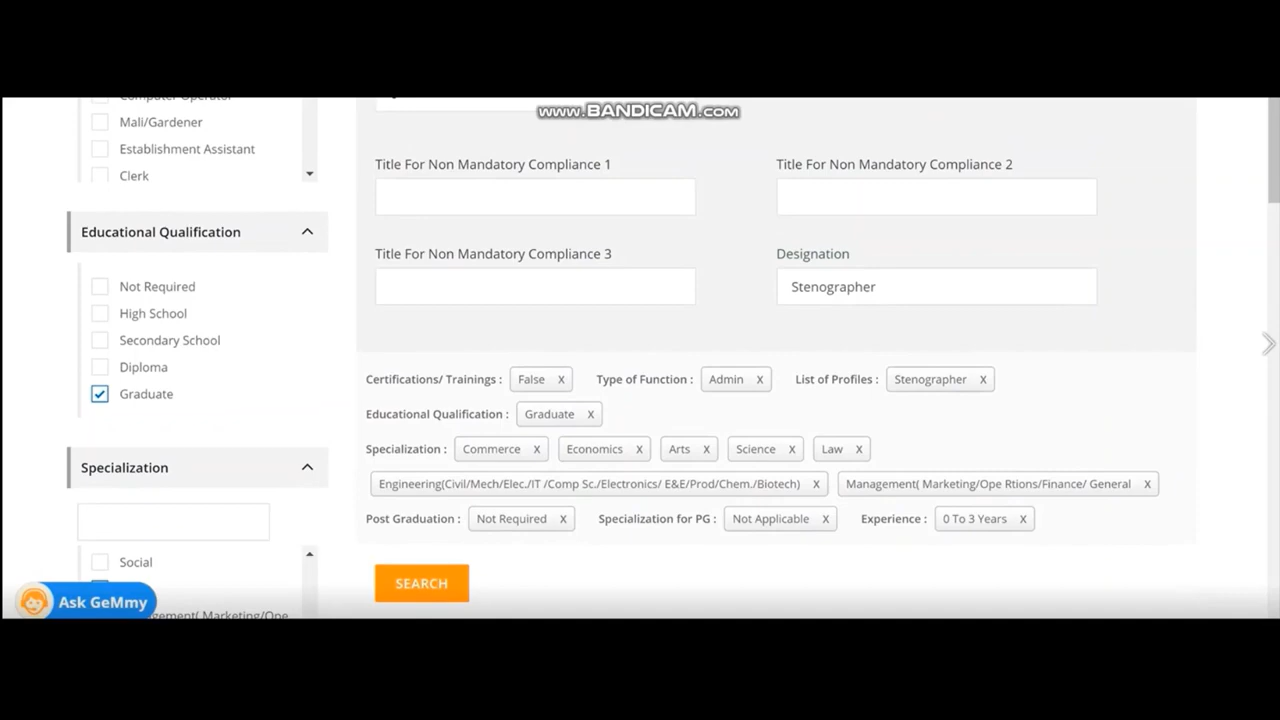 www.BANDICAM.com
Computer Operator
Mali/Gardener
Establishment Assistant
Clerk
Educational Qualification
Not Required
High School
Secondary School
Diploma
Graduate
Specialization
Social
Ask GeMmy
Title For Non Mandatory Compliance 1
Title For Non Mandatory Compliance 2
Title For Non Mandatory Compliance 3
Designation
Stenographer
Certifications/ Trainings : False X Type of Function : Admin X List of Profiles : Stenographer X
Educational Qualification : Graduate X
Specialization : Commerce X Economics X Arts X Science X Law X
Engineering(Civil/Mech/Elec./IT /Comp Sc./Electronics/ E&E/Prod/Chem./Biotech) X Management( Marketing/Ope Rtions/Finance/ General X
Post Graduation : Not Required X Specialization for PG : Not Applicable X Experience : 0 To 3 Years X
SEARCH